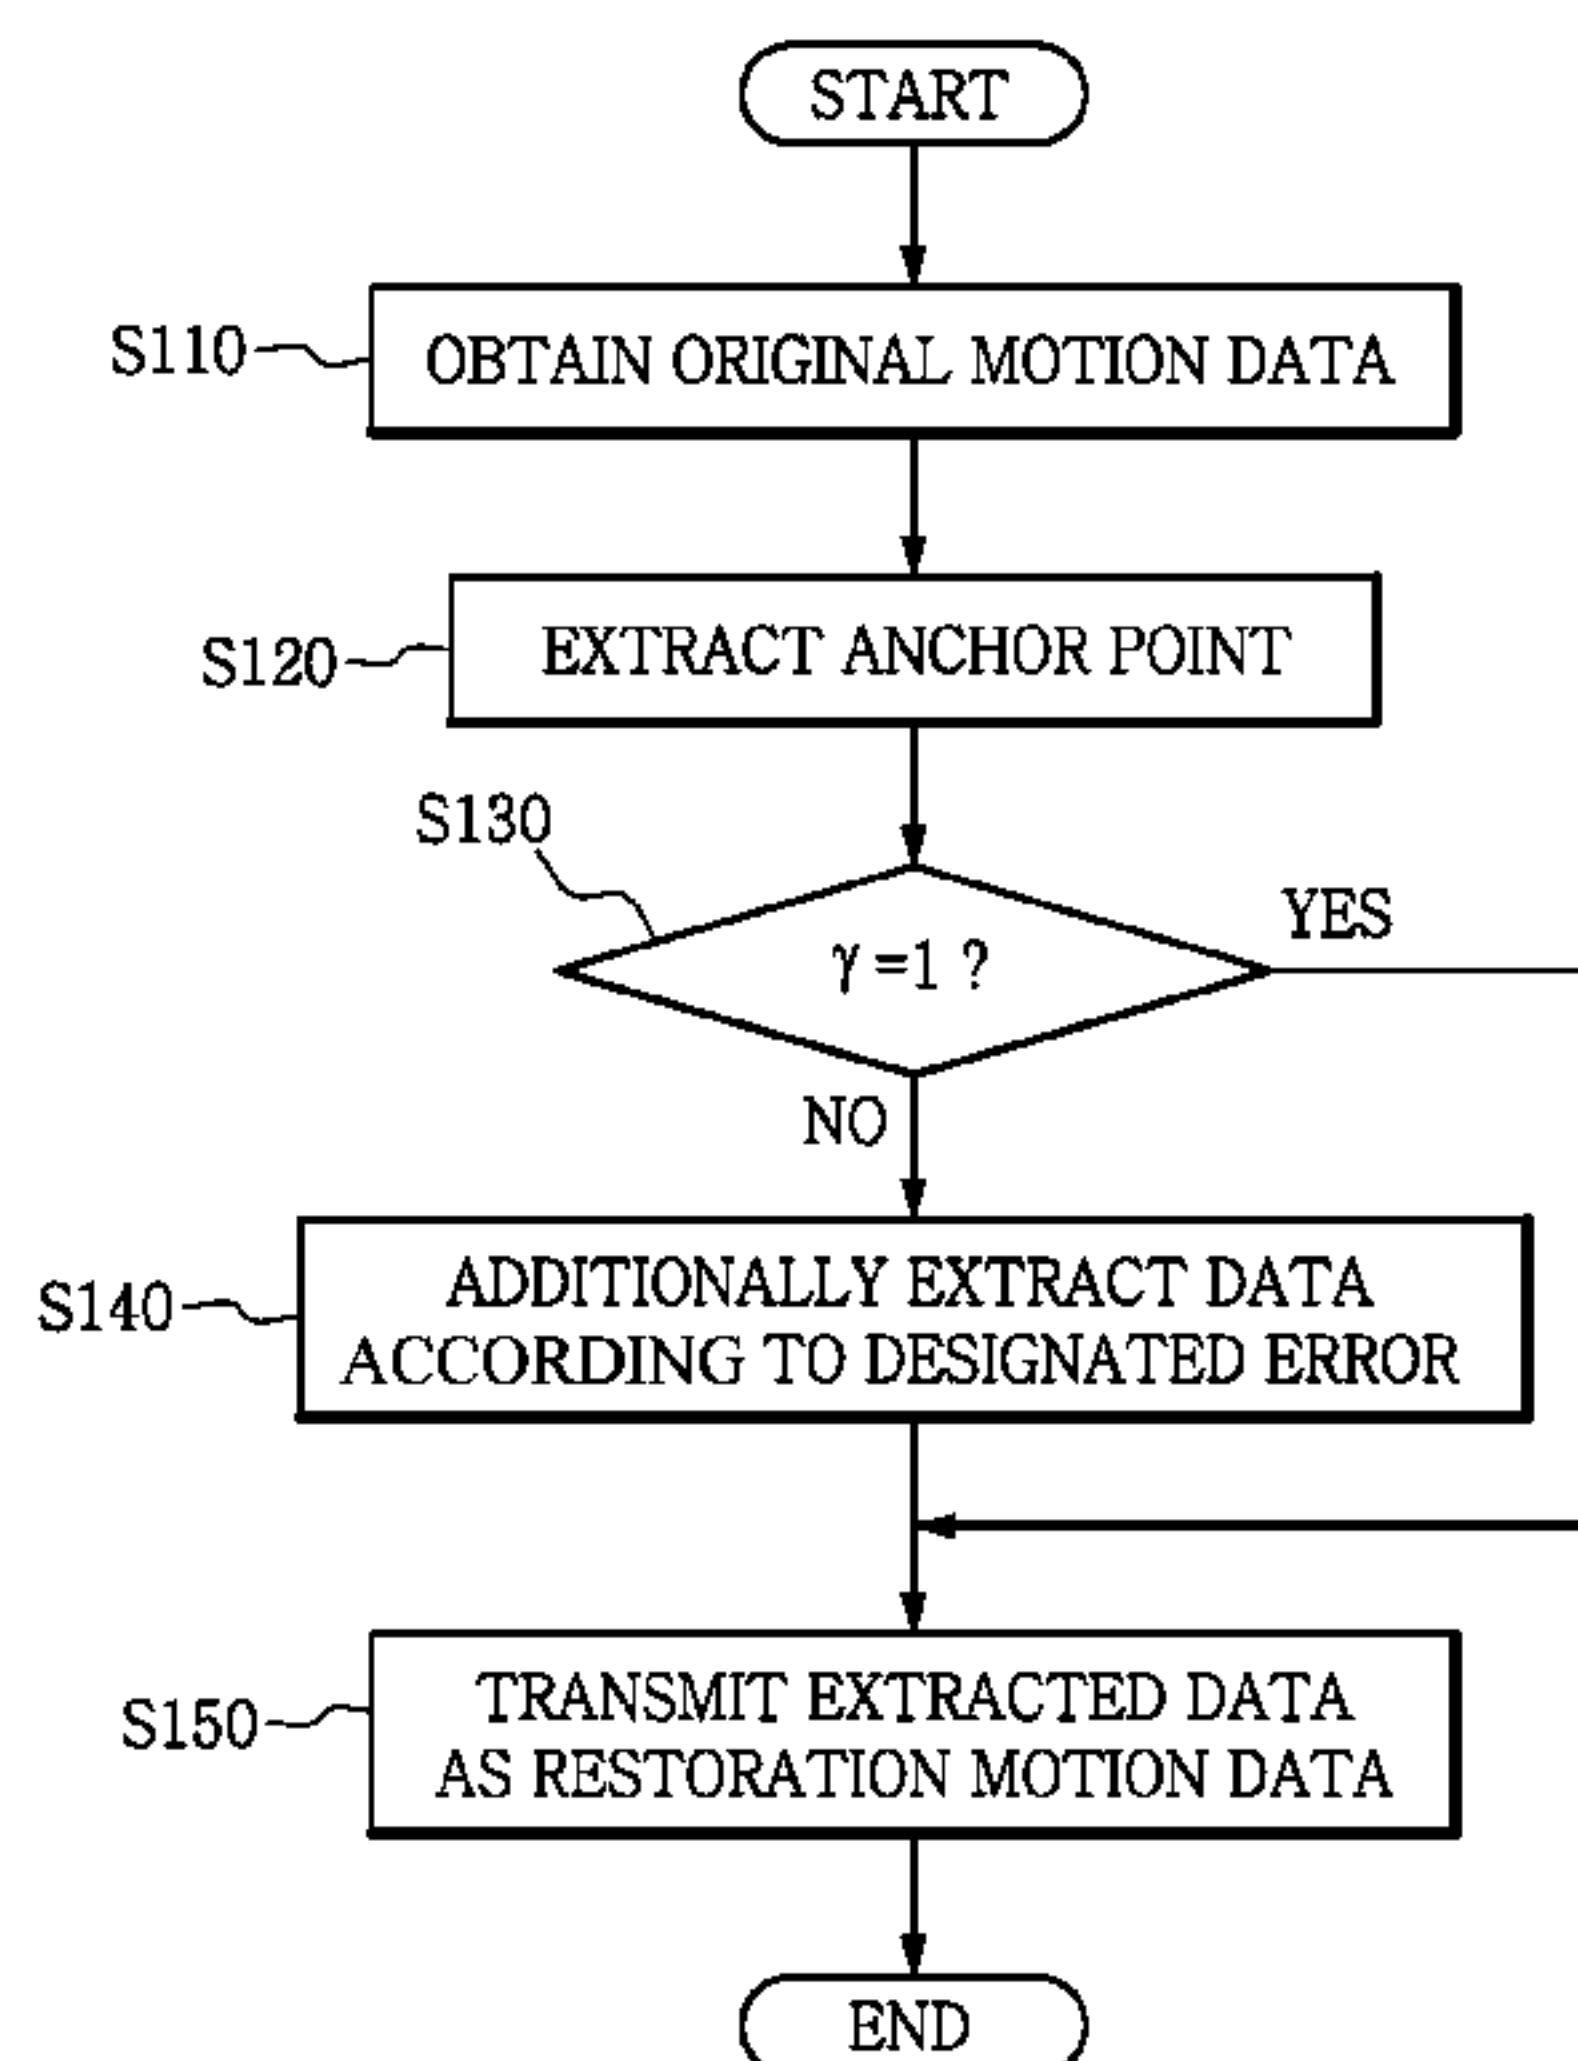 START
S110
OBTAIN ORIGINAL MOTION DATA
S120
EXTRACT ANCHOR POINT
S130
γ=1 ?
YES
NO
S140
ADDITIONALLY EXTRACT DATA
ACCORDING TO DESIGNATED ERROR
S150
TRANSMIT EXTRACTED DATA
AS RESTORATION MOTION DATA
END